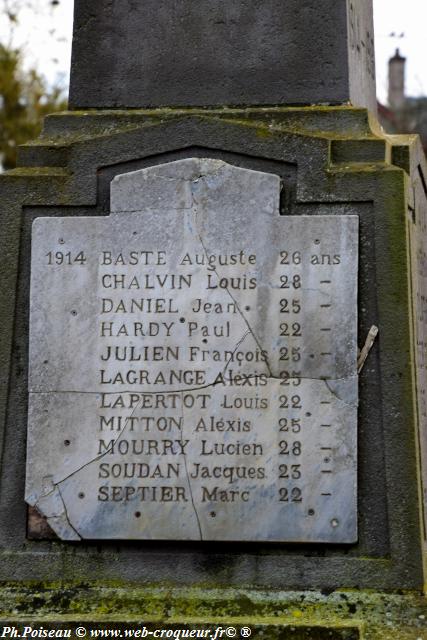 1914 BASTE Auguste 26 ans
CHALVIN Louis 28 -
DANIEL Jean 25 -
HARDY Paul 22 -
JULIEN François 25 -
LAGRANGE Alexis 25 -
LAPERTOT Louis 22 -
MITTON Alexis 25 -
MOURRY Lucien 28 -
SOUDAN Jacques 23 -
SEPTIER Marc 22 -
Ph.Poiseau © www-croqueur.fr®©